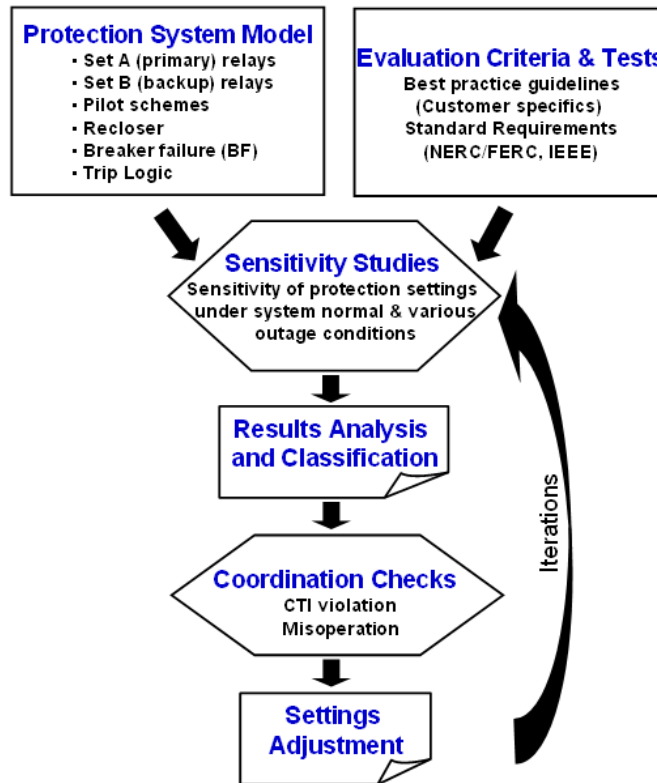 Protection System Model
▪ Set A (primary) relays
▪ Set B (backup) relays
▪ Pilot schemes
▪ Recloser
▪ Breaker failure (BF)
▪ Trip Logic
Evaluation Criteria & Tests
Best practice guidelines
(Customer specifics)
Standard Requirements
(NERC/FERC, IEEE)
Sensitivity Studies
Sensitivity of protection settings
under system normal & various
outage conditions
Results Analysis
and Classification
Coordination Checks
CTI violation
Misoperation
Settings
Adjustment
Iterations